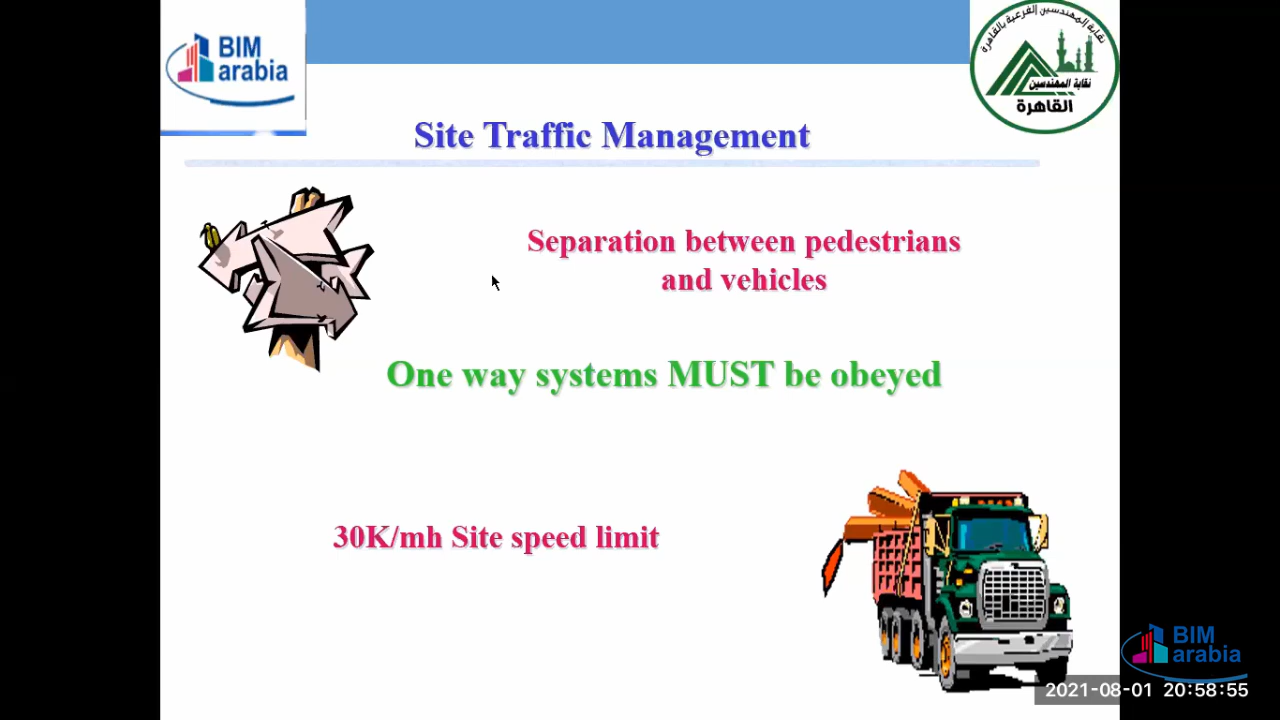 BIM
arabia
نقابة المهندسين الفرعية بالقاهرة
نقابة المهندسين
القاهرة
Site Traffic Management
Separation between pedestrians
and vehicles
One way systems MUST be obeyed
30K/mh Site speed limit
BIM
arabia
2021-08-01 20:58:55